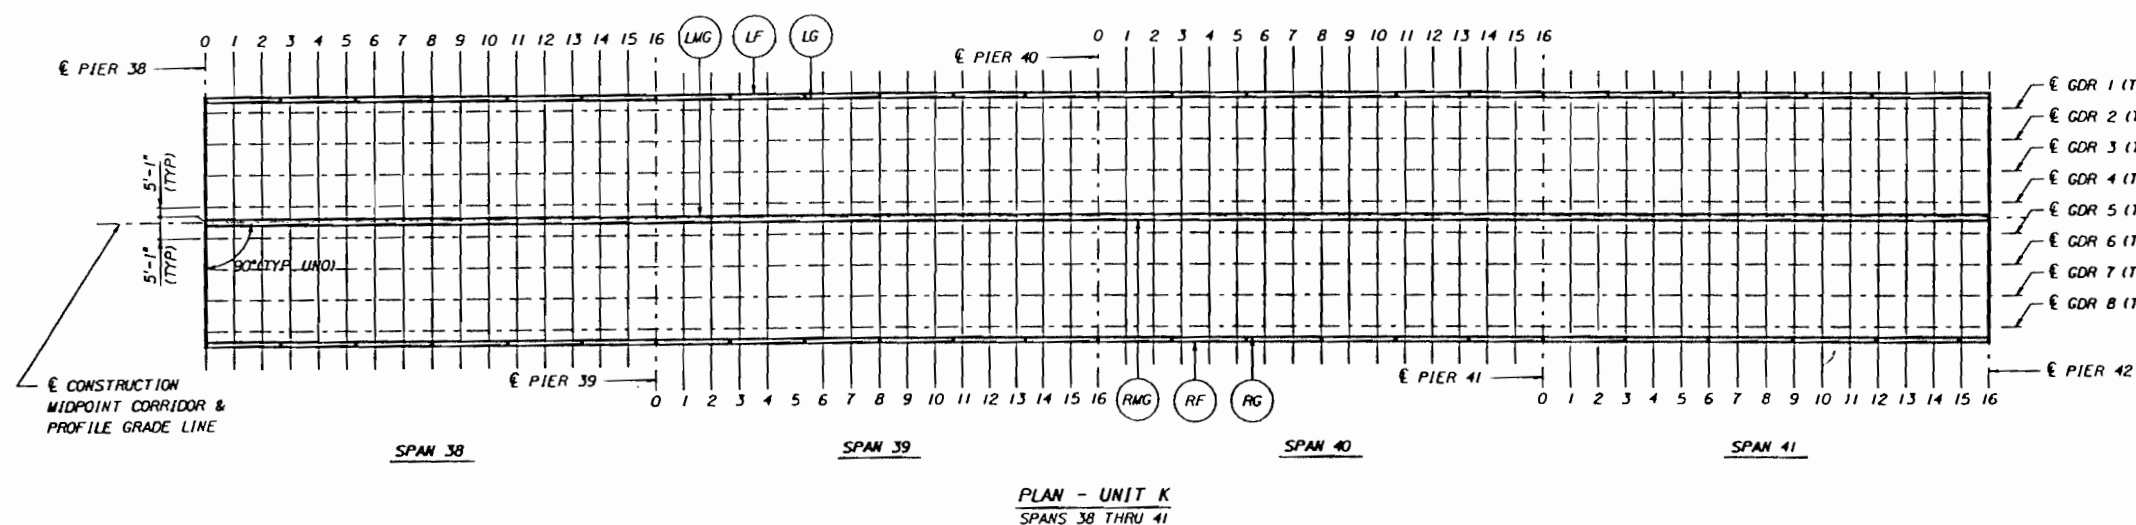 0 1 2 3 4 5 6 7 8 9 10 11 12 13 14 15 16
LMG
LF
LG
0 1 2 3 4 5 6 7 8 9 10 11 12 13 14 15 16
℄ PIER 38
℄ PIER 40
℄ GDR 1 (T
℄ GDR 2 (T
℄ GDR 3 (T
℄ GDR 4 (T
℄ GDR 5 (T
℄ GDR 6 (T
℄ GDR 7 (T
℄ GDR 8 (T
5'-1"
(TYP)
5'-1"
(TYP)
90°(TYP UNO)
℄ CONSTRUCTION
MIDPOINT CORRIDOR &
PROFILE GRADE LINE
℄ PIER 39
℄ PIER 41
℄ PIER 42
0 1 2 3 4 5 6 7 8 9 10 11 12 13 14 15 16
RMG
RF
RG
0 1 2 3 4 5 6 7 8 9 10 11 12 13 14 15 16
SPAN 38
SPAN 39
SPAN 40
SPAN 41
PLAN - UNIT K
SPANS 38 THRU 41